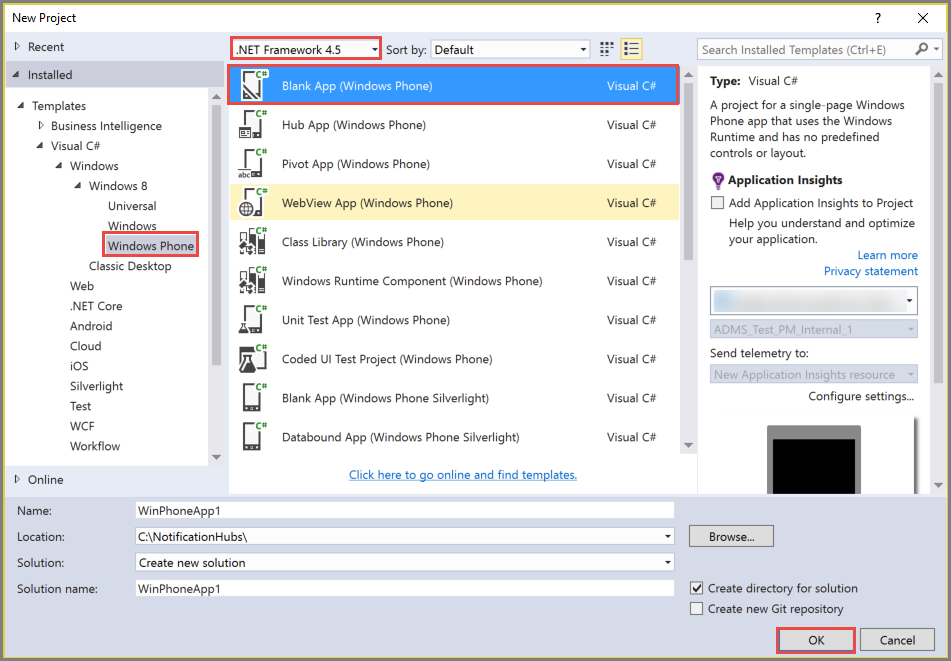 New Project
?
Recent
.NET Framework 4.5
Sort by:
Default
Search Installed Templates (Ctrl+E)
Installed
Templates
Business Intelligence
Visual C#
Windows
Windows 8
Universal
Windows
Windows Phone
Classic Desktop
Web
.NET Core
Android
Cloud
iOS
Silverlight
Test
WCF
Workflow
Online
C# Blank App (Windows Phone) Visual C#
C# Hub App (Windows Phone) Visual C#
C# abc Pivot App (Windows Phone) Visual C#
C# WebView App (Windows Phone) Visual C#
C# Class Library (Windows Phone) Visual C#
C# Windows Runtime Component (Windows Phone) Visual C#
C# Unit Test App (Windows Phone) Visual C#
C# Coded UI Test Project (Windows Phone) Visual C#
C# Blank App (Windows Phone Silverlight) Visual C#
C# Databound App (Windows Phone Silverlight) Visual C#
Click here to go online and find templates.
Type: Visual C#
A project for a single-page Windows
Phone app that uses the Windows
Runtime and has no predefined
controls or layout.
Application Insights
Add Application Insights to Project
Help you understand and optimize
your application.
Learn more
Privacy statement
ADMS_Test_PM_Internal_1
Send telemetry to:
New Application Insights resource
Configure settings...
Name: WinPhoneApp1
Location: C:\NotificationHubs\
Browse...
Solution: Create new solution
Solution name: WinPhoneApp1
Create directory for solution
Create new Git repository
OK
Cancel